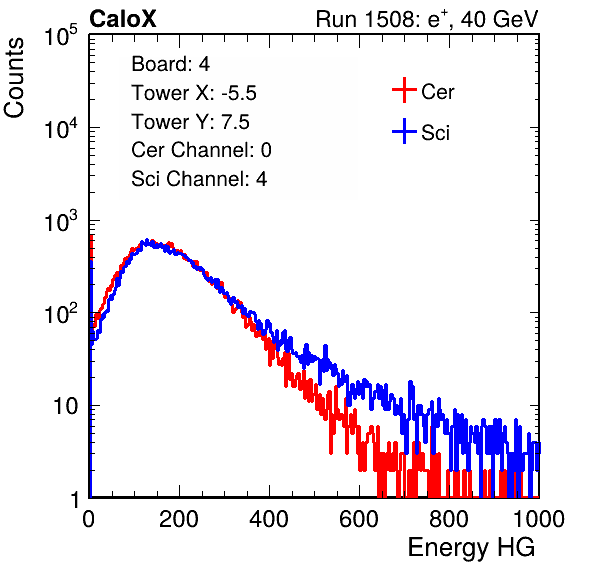 CaloX Run 1508: e⁺, 40 GeV
Counts
10⁵
10⁴
10³
10²
10
1
Board: 4
Tower X: -5.5
Tower Y: 7.5
Cer Channel: 0
Sci Channel: 4
Cer
Sci
0 200 400 600 800 1000
Energy HG